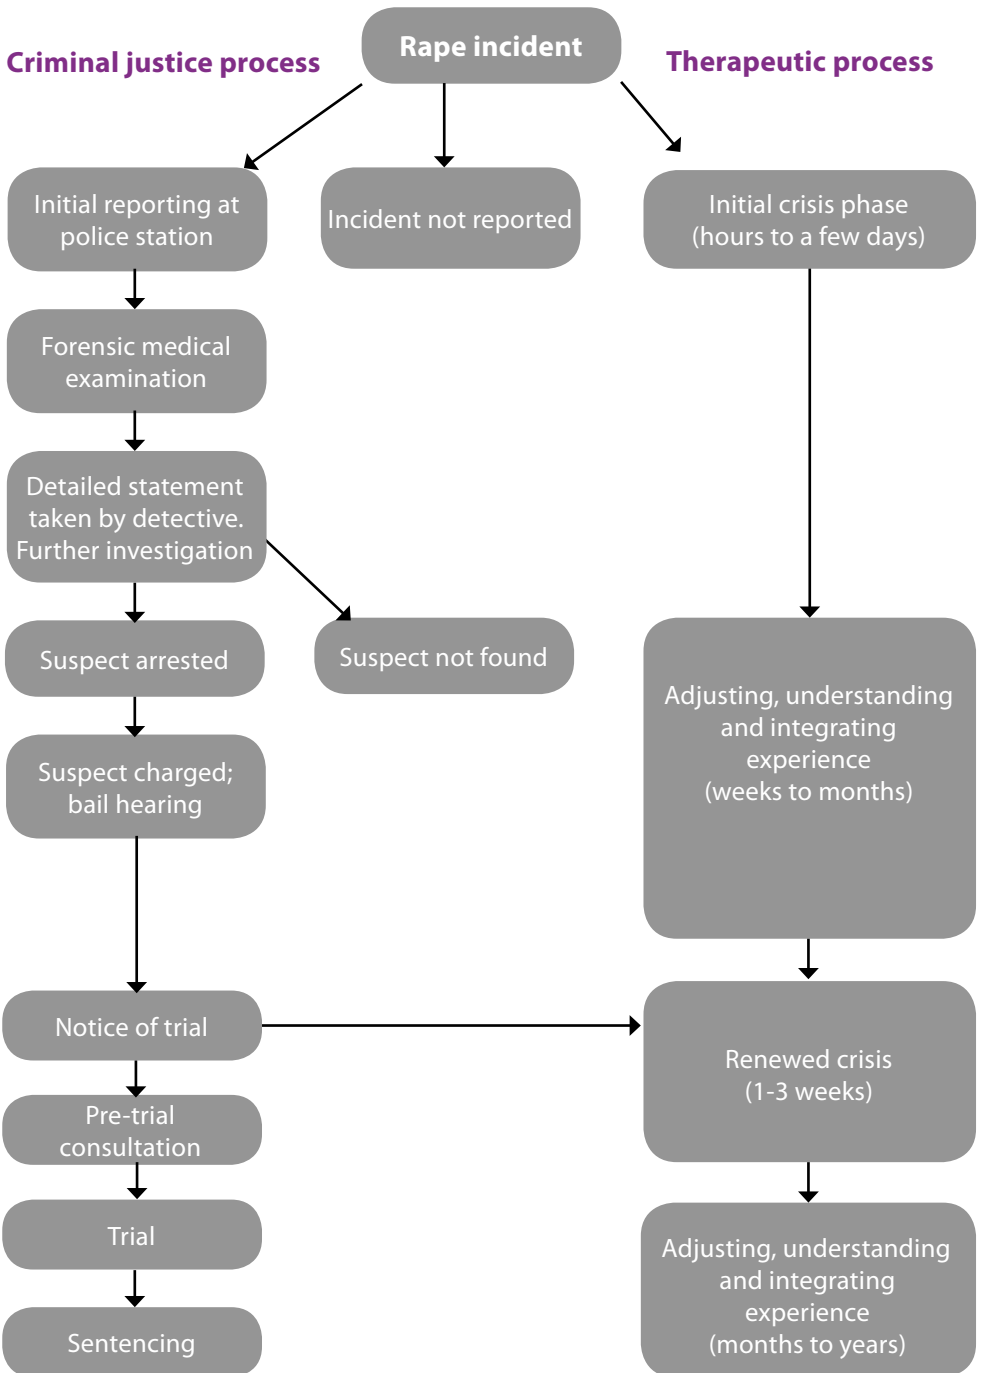 Rape incident
Criminal justice process
Therapeutic process
Initial reporting at
police station
Incident not reported
Initial crisis phase
(hours to a few days)
Forensic medical
examination
Detailed statement
taken by detective.
Further investigation
Suspect arrested
Suspect not found
Adjusting, understanding
and integrating
experience
(weeks to months)
Suspect charged;
bail hearing
Notice of trial
Renewed crisis
(1-3 weeks)
Pre-trial
consultation
Trial
Adjusting, understanding
and integrating
experience
(months to years)
Sentencing